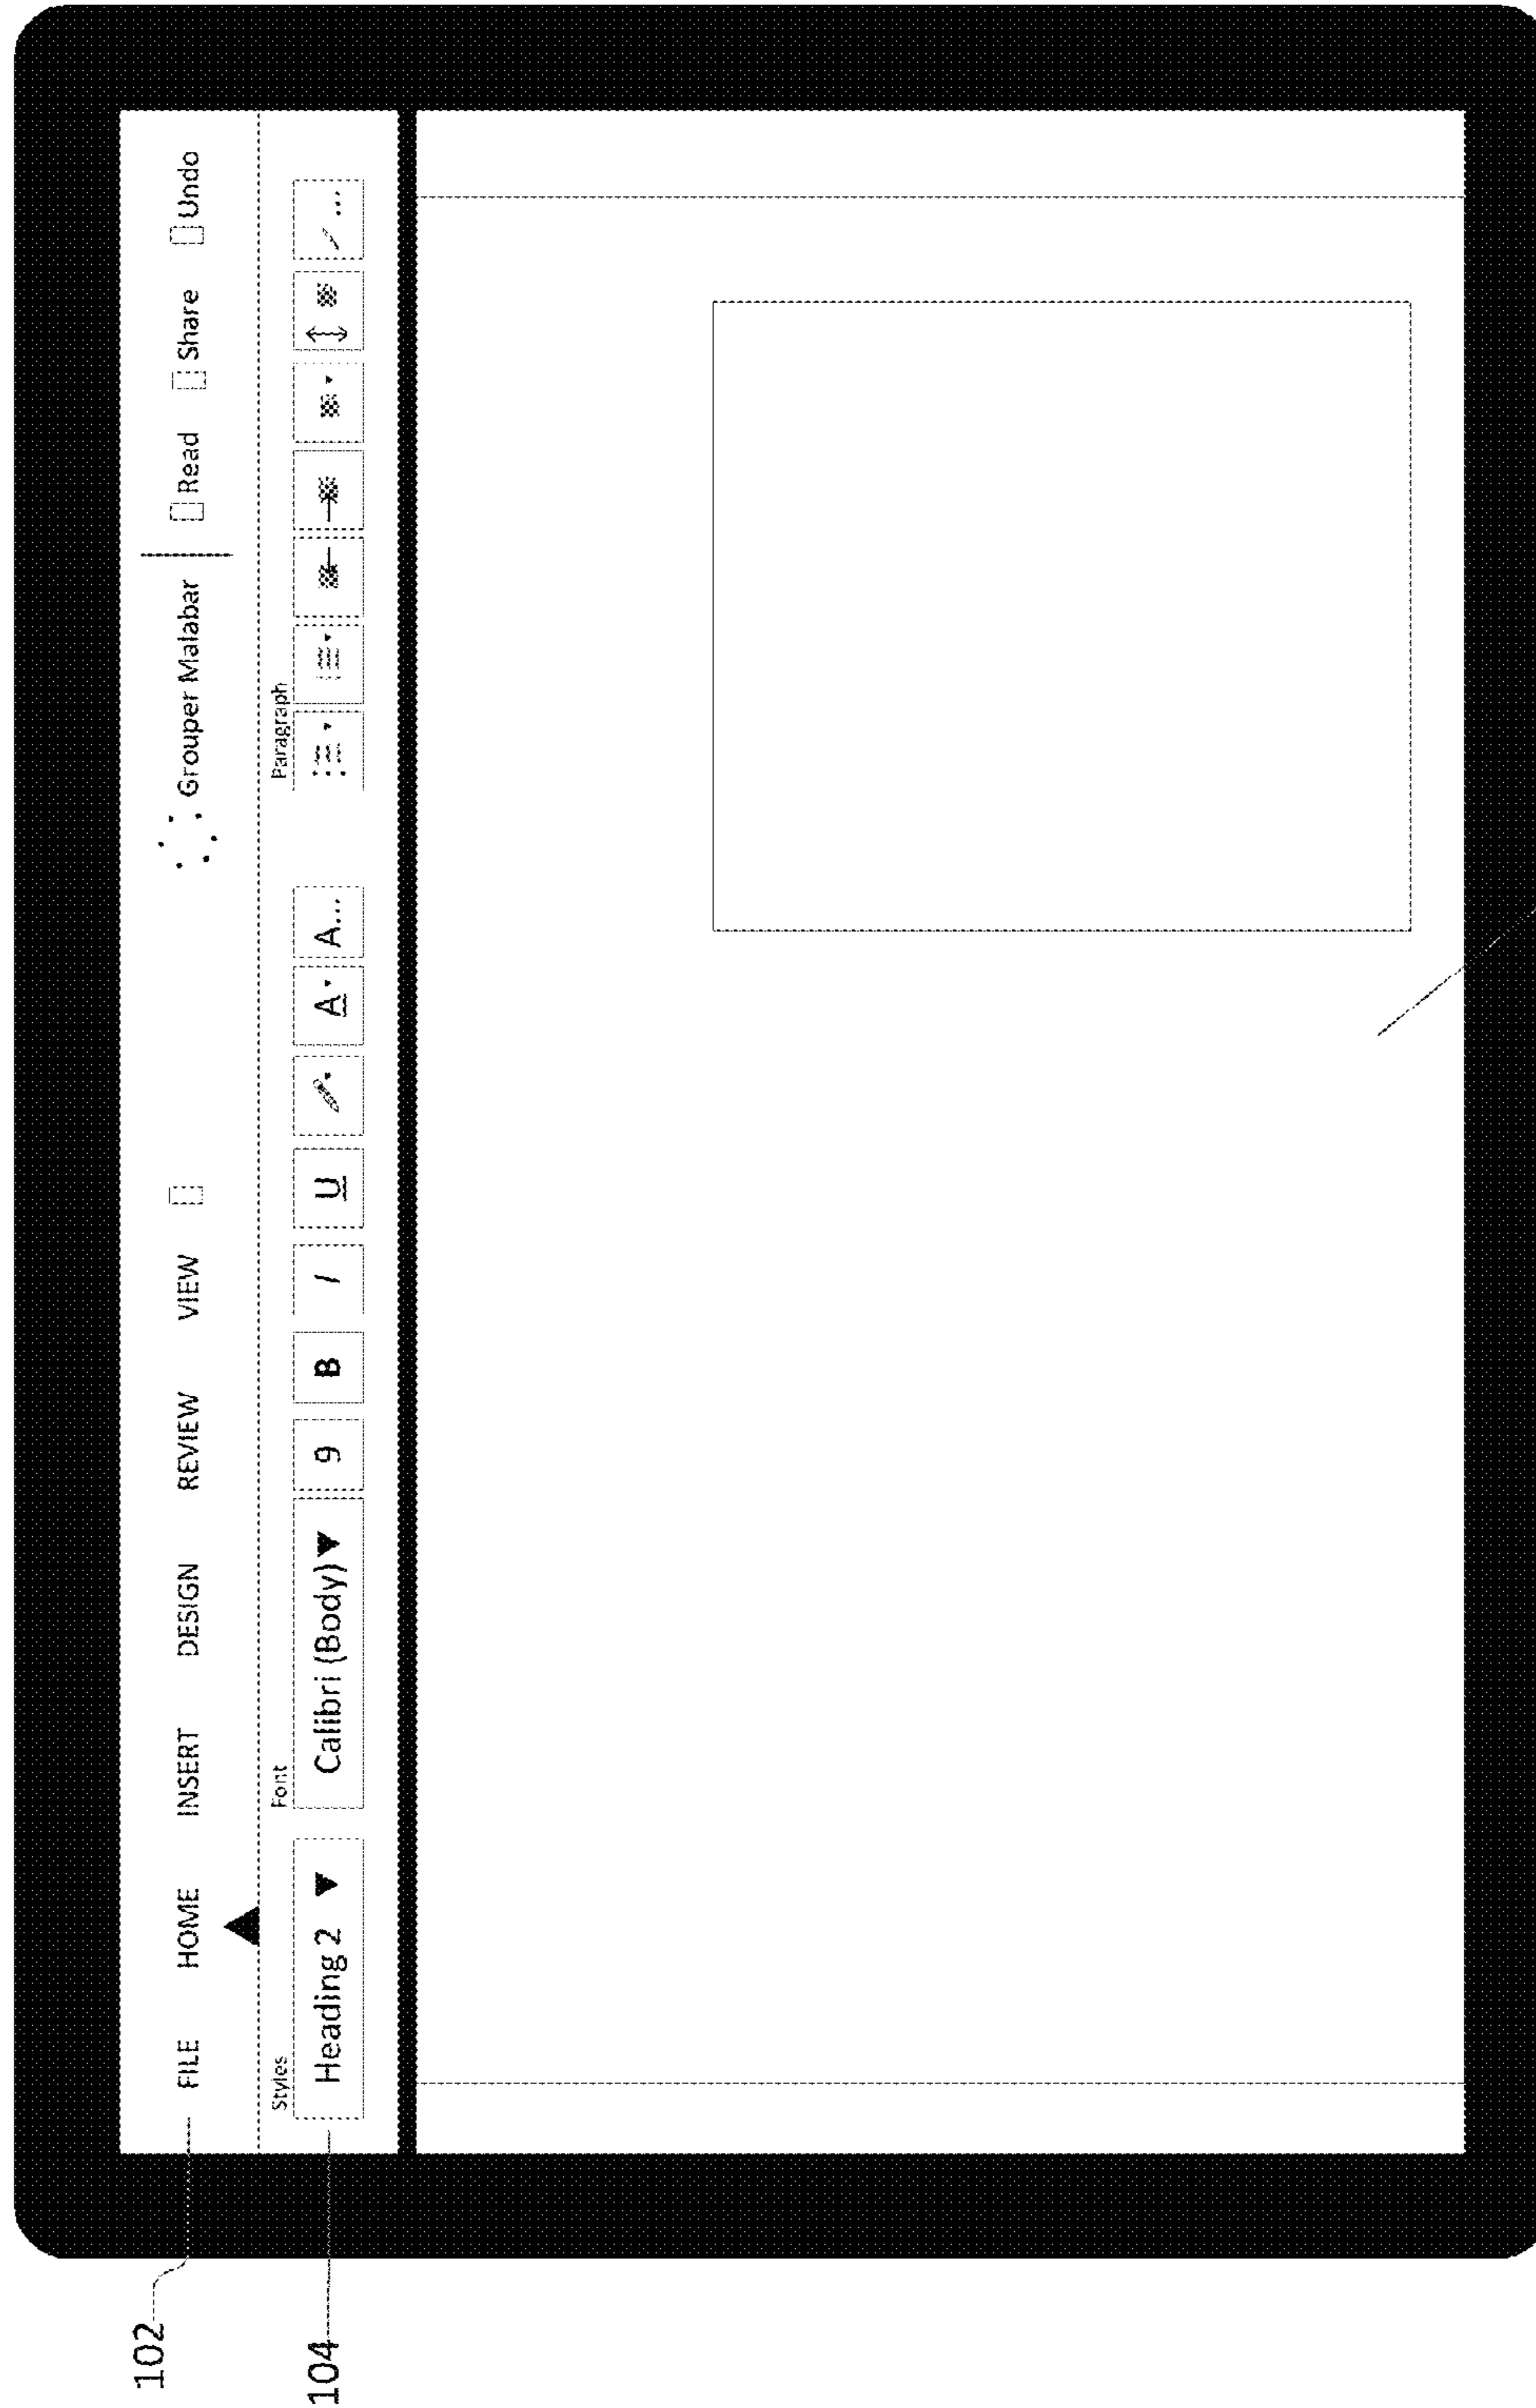 102
FILE HOME INSERT DESIGN REVIEW VIEW Grouper Malabar Read Share Undo
Styles Font Paragraph
104
Heading 2 Calibri (Body) 9 B I U A A...